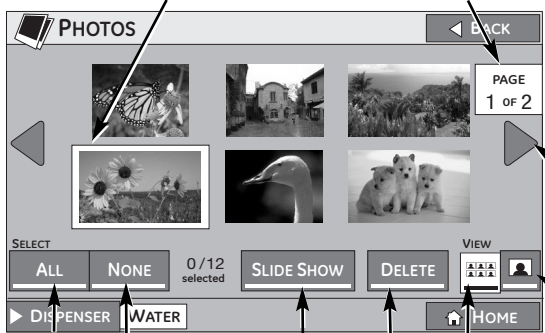 PHOTOS
BACK
PAGE
1 OF 2
SELECT
VIEW
ALL
NONE
0/12
selected
SLIDE SHOW
DELETE
DISPENSER
WATER
HOME